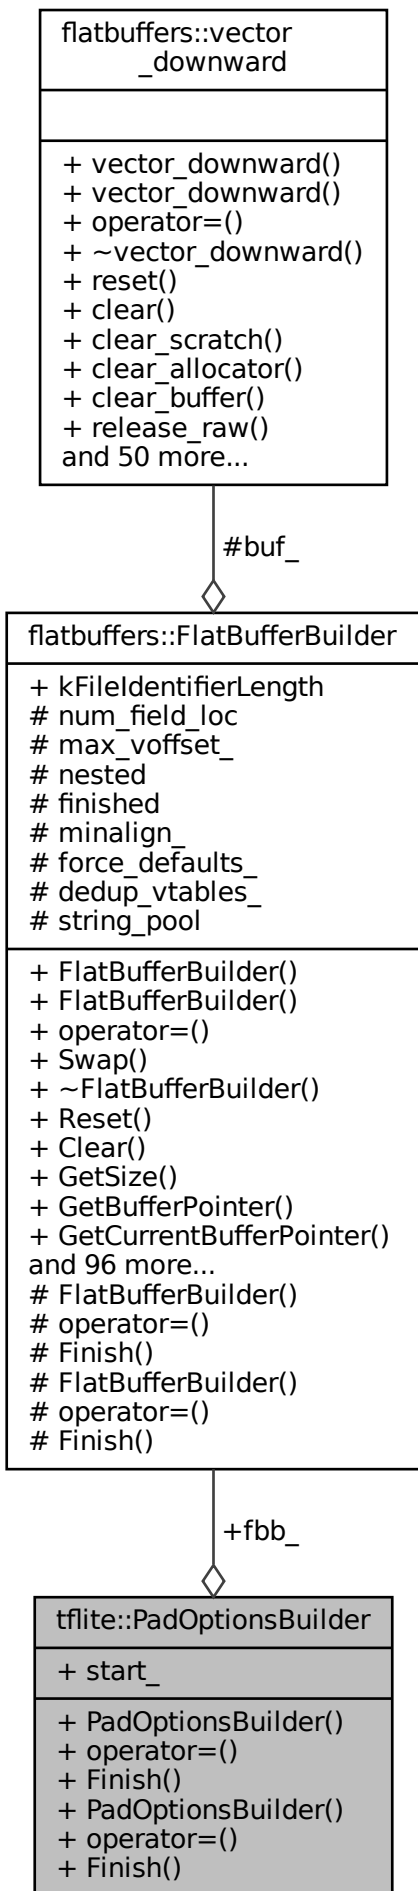 flatbuffers::vector
_downward
+ vector_downward()
+ vector_downward()
+ operator=()
+ ~vector_downward()
+ reset()
+ clear()
+ clear_scratch()
+ clear_allocator()
+ clear_buffer()
+ release_raw()
and 50 more...
#buf_
flatbuffers::FlatBufferBuilder
+ kFileIdentifierLength
# num_field_loc
# max_voffset_
# nested
# finished
# minalign_
# force_defaults_
# dedup_vtables_
# string_pool
+ FlatBufferBuilder()
+ FlatBufferBuilder()
+ operator=()
+ Swap()
+ ~FlatBufferBuilder()
+ Reset()
+ Clear()
+ GetSize()
+ GetBufferPointer()
+ GetCurrentBufferPointer()
and 96 more...
# FlatBufferBuilder()
# operator=()
# Finish()
# FlatBufferBuilder()
# operator=()
# Finish()
+fbb_
tflite::PadOptionsBuilder
+ start_
+ PadOptionsBuilder()
+ operator=()
+ Finish()
+ PadOptionsBuilder()
+ operator=()
+ Finish()